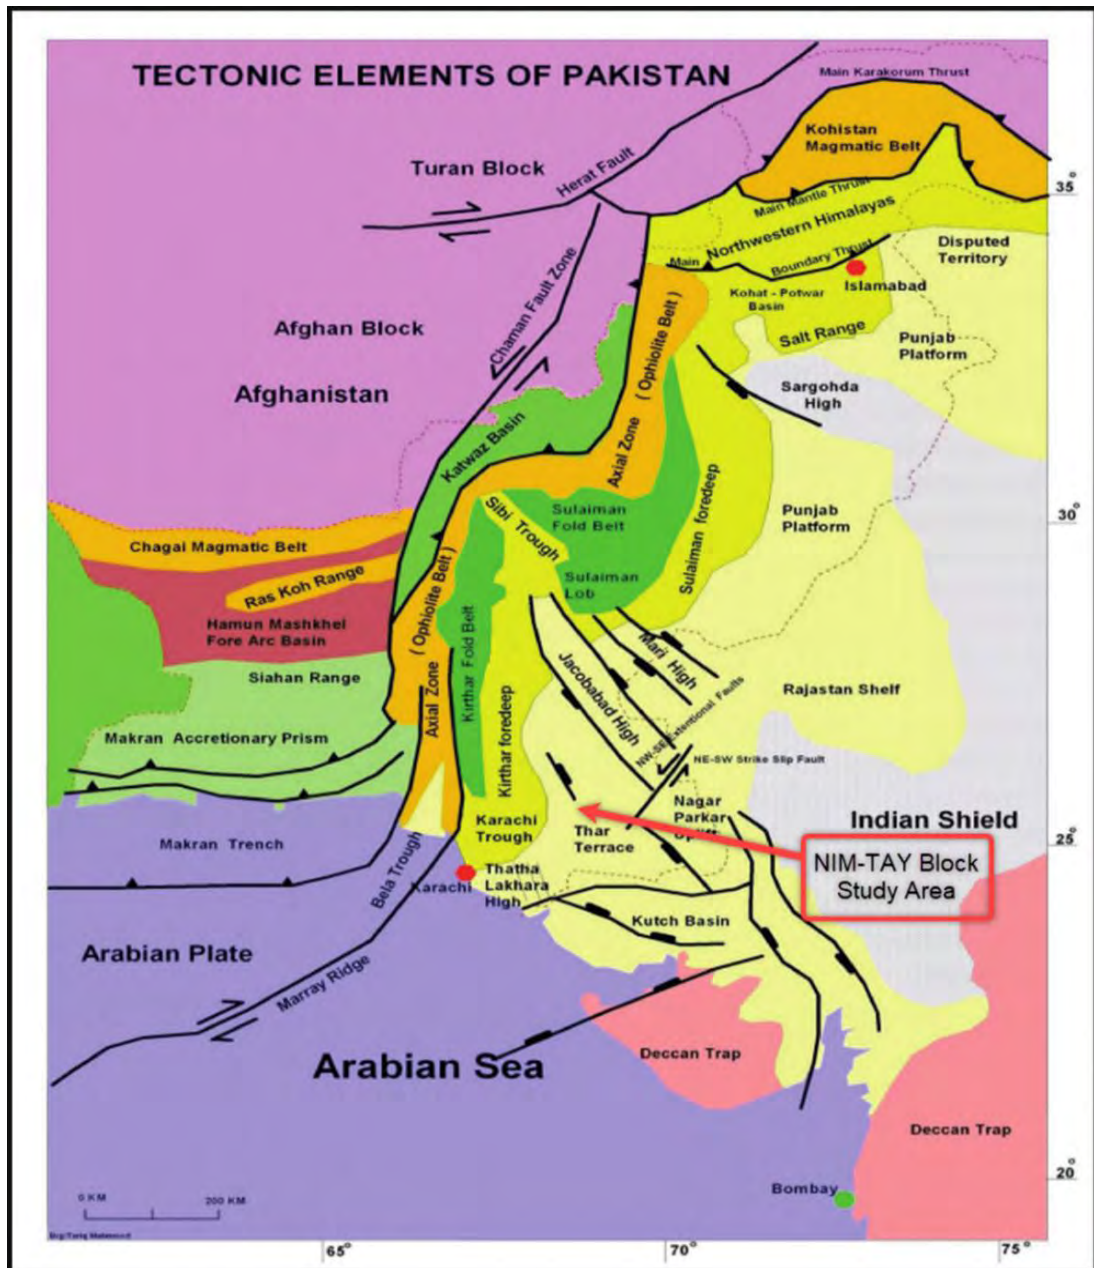 TECTONIC ELEMENTS OF PAKISTAN
Main Karakorum Thrust
Kohistan
Magmatic Belt
Turan Block
Herat Fault
35°
Main Mantle Thrust
Northwestern Himalayas
Main
Boundary Thrust
Disputed
Territory
Islamabad
Kohat - Potwar
Basin
Salt Range
Chaman Fault Zone
Afghan Block
Afghanistan
Punjab
Platform
Sargohda
High
Axial Zone ( Ophiolite Belt )
Katwaz Basin
Sulaiman
Fold Belt
Sibi Trough
Sulaiman foredeep
Punjab
Platform
30°
Chagai Magmatic Belt
Ras Koh Range
Hamun Mashkhel
Fore Arc Basin
Sulaiman
Lob
Axial Zone ( Ophiolite Belt )
Kirthar Fold Belt
Kirthar foredeep
Siahan Range
Makran Accretionary Prism
Mari High
Jacobabad High
NW-SE Extentional Faults
Rajastan Shelf
NE-SW Strike Slip Fault
Nagar
Parkar
Indian Shield
25°
Karachi
Trough
Thar
Terrace
NIM-TAY Block
Study Area
Makran Trench
Bela Trough
Karachi
Thatha
Lakhara
High
Kutch Basin
Arabian Plate
Marray Ridge
Arabian Sea
Deccan Trap
Deccan Trap
20°
Bombay
0 KM
200 KM
65°
70°
75°